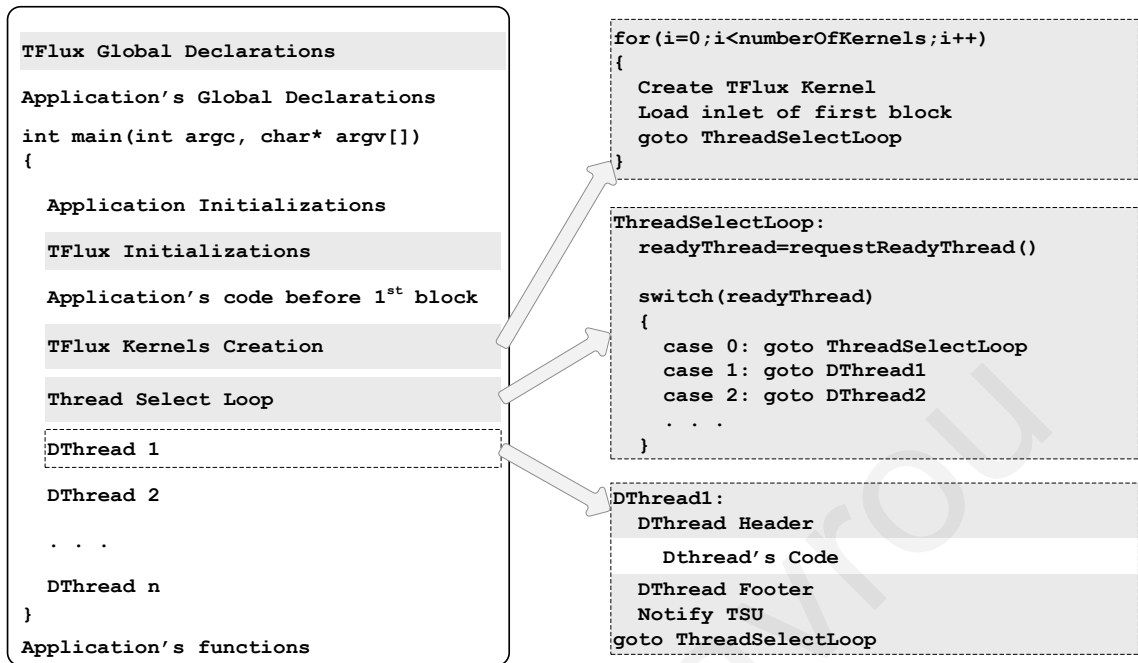 TFlux Global Declarations
Application's Global Declarations
int main(int argc, char* argv[])
{
Application Initializations
TFlux Initializations
Application's code before 1st block
TFlux Kernels Creation
Thread Select Loop
DThread 1
DThread 2
. . .
DThread n
}
Application's functions
for(i=0;i<numberOfKernels;i++)
{
Create TFlux Kernel
Load inlet of first block
goto ThreadSelectLoop
}
ThreadSelectLoop:
readyThread=requestReadyThread()
switch(readyThread)
{
case 0: goto ThreadSelectLoop
case 1: goto DThread1
case 2: goto DThread2
. . .
}
DThread1:
DThread Header
Dthread's Code
DThread Footer
Notify TSU
goto ThreadSelectLoop